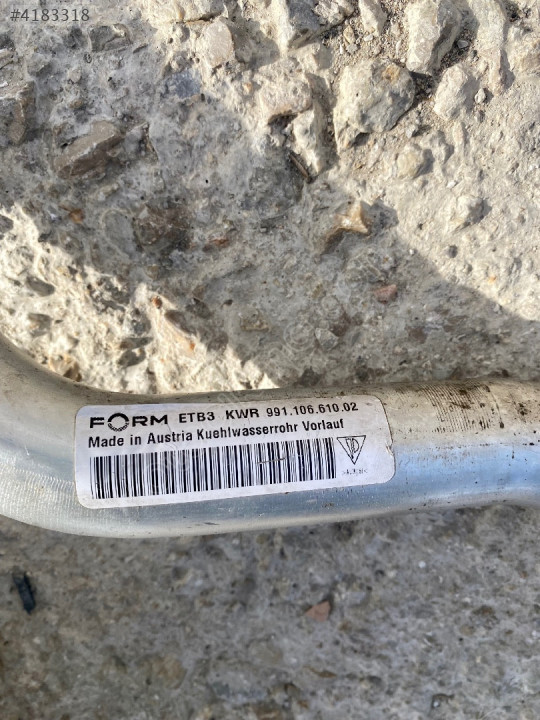 #4183318
FORM ETB3 KWR 991.106.610.02
Made in Austria Kuehlwasserrohr Vorlauf